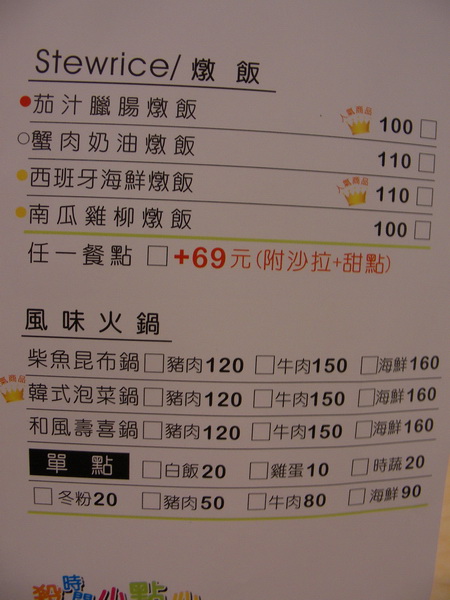 Stewrice/燉飯
茄汁臘腸燉飯 人氣商品 100
蟹肉奶油燉飯 110
西班牙海鮮燉飯 人氣商品 110
南瓜雞柳燉飯 100
任一餐點 +69元(附沙拉+甜點)
風味火鍋
柴魚昆布鍋 豬肉120 牛肉150 海鮮160
氣商品 韓式泡菜鍋 豬肉120 牛肉150 海鮮160
和風壽喜鍋 豬肉120 牛肉150 海鮮160
單點 白飯20 雞蛋10 時蔬20
冬粉20 豬肉50 牛肉80 海鮮90
殺時間小點